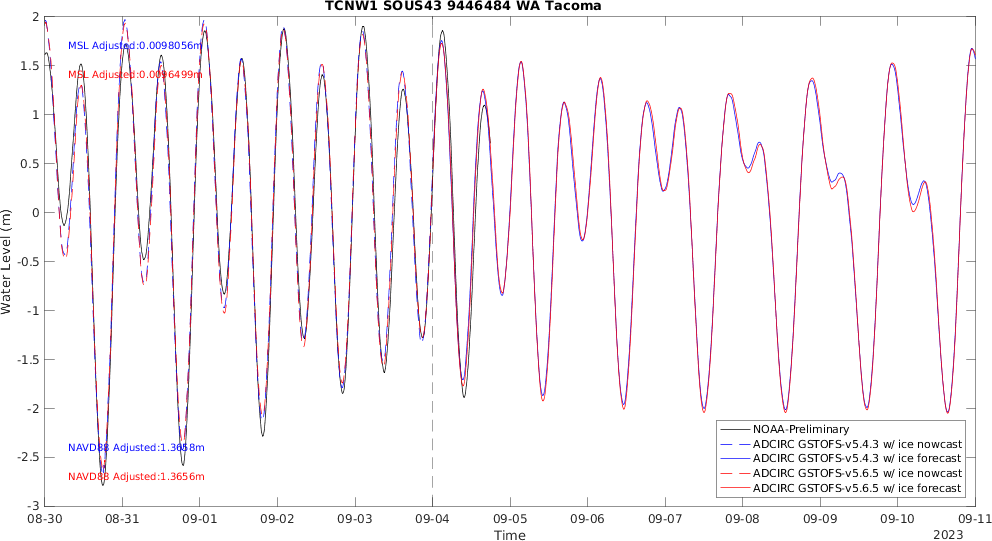 TCNW1 SOUS43 9446484 WA Tacoma
2
1.5
1
0.5
0
-0.5
-1
-1.5
-2
-2.5
-3
Water Level (m)
MSL Adjusted:0.0098056m
MSL Adjusted:0.0096499m
NAVD88 Adjusted:1.3658m
NAVD88 Adjusted:1.3656m
NOAA-Preliminary
ADCIRC GSTOFS-v5.4.3 w/ ice nowcast
ADCIRC GSTOFS-v5.4.3 w/ ice forecast
ADCIRC GSTOFS-v5.6.5 w/ ice nowcast
ADCIRC GSTOFS-v5.6.5 w/ ice forecast
08-30 08-31 09-01 09-02 09-03 09-04 09-05 09-06 09-07 09-08 09-09 09-10 09-11
Time
2023